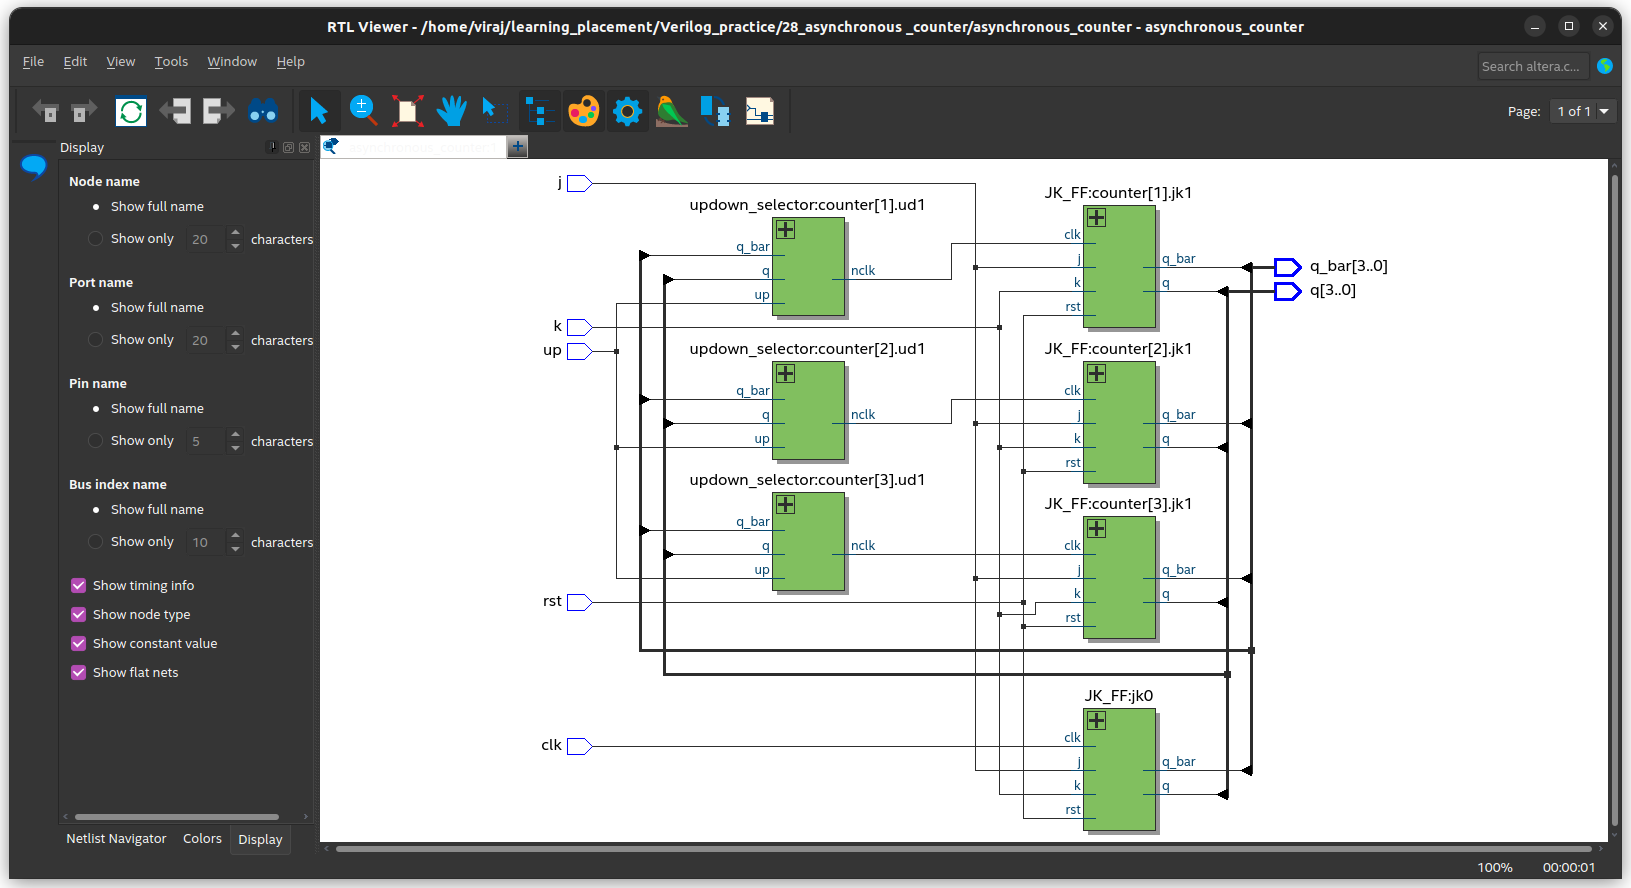 RTL Viewer - /home/viraj/learning_placement/Verilog_practice/28_asynchronous _counter/asynchronous_counter - asynchronous_counter
File Edit View Tools Window Help
Search altera.c...
Page: 1 of 1
Display
Node name
Show full name
Show only 20 characters
Port name
Show full name
Show only 20 characters
Pin name
Show full name
Show only 5 characters
Bus index name
Show full name
Show only 10 characters
Show timing info
Show node type
Show constant value
Show flat nets
Netlist Navigator Colors Display
j
k
up
rst
clk
updown_selector:counter[1].ud1
q_bar
q
up
nclk
updown_selector:counter[2].ud1
q_bar
q
up
nclk
updown_selector:counter[3].ud1
q_bar
q
up
nclk
JK_FF:counter[1].jk1
clk
j
k
rst
q_bar
q
JK_FF:counter[2].jk1
clk
j
k
rst
q_bar
q
JK_FF:counter[3].jk1
clk
j
k
rst
q_bar
q
JK_FF:jk0
clk
j
k
rst
q_bar
q
q_bar[3..0]
q[3..0]
100% 00:00:01